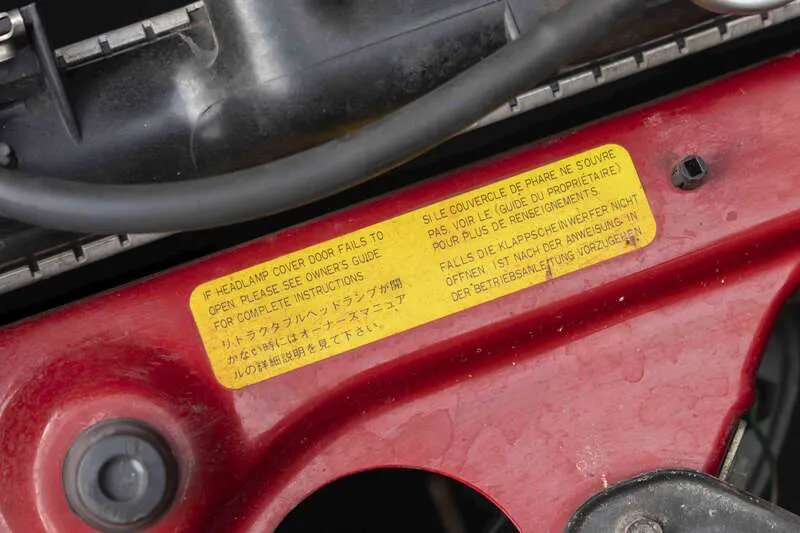 IF HEADLAMP COVER DOOR FAILS TO
OPEN, PLEASE SEE OWNER'S GUIDE
FOR COMPLETE INSTRUCTIONS.
リトラクタブルヘッドランプが開
かない時にはオーナーズマニュア
ルの詳細説明を見て下さい。
SI LE COUVERCLE DE PHARE NE S'OUVRE
PAS, VOIR LE (GUIDE DU PROPRIÉTAIRE)
POUR PLUS DE RENSEIGNEMENTS.
FALLS DIE KLAPPSCHEINWERFER NICHT
ÖFFNEN: IST NACH DER ANWEISUNG, IN
DER BETRIEBSANLEITUNG VORZUGEHEN.